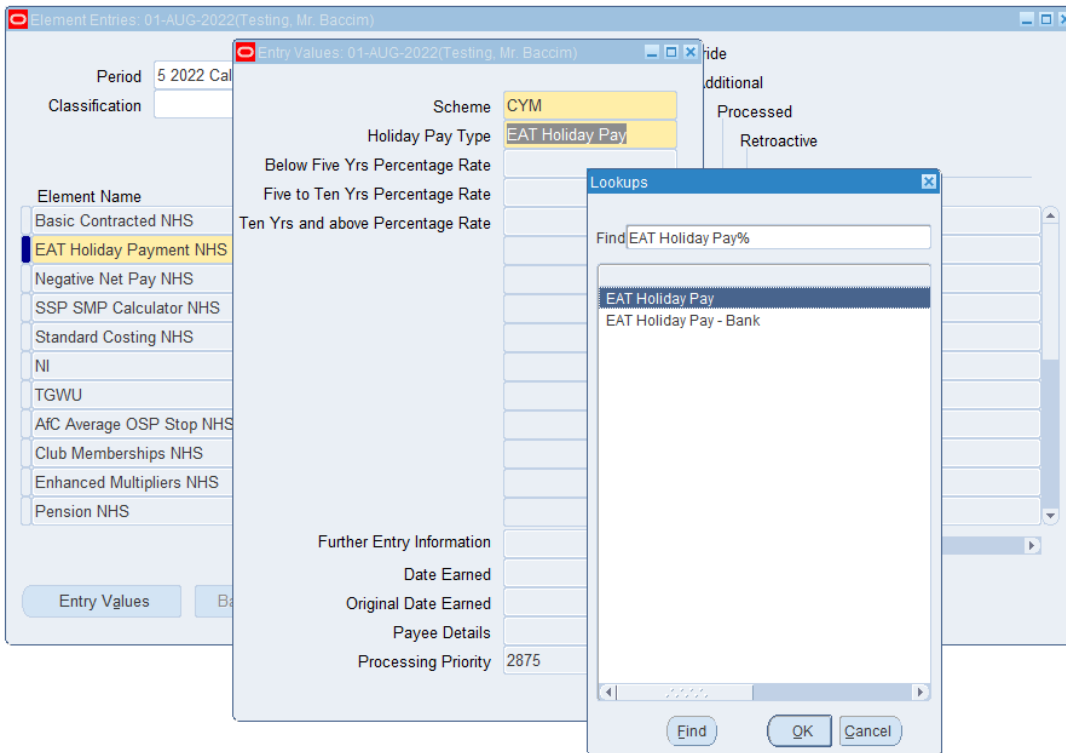 Element Entries: 01-AUG-2022(Testing, Mr. Baccim)
Period 5 2022 Cal
Classification
Element Name
Basic Contracted NHS
EAT Holiday Payment NHS
Negative Net Pay NHS
SSP SMP Calculator NHS
Standard Costing NHS
NI
TGWU
AfC Average OSP Stop NHS
Club Memberships NHS
Enhanced Multipliers NHS
Pension NHS
Entry Values
Ba
Entry Values: 01-AUG-2022(Testing, Mr. Baccim)
Scheme CYM
Holiday Pay Type EAT Holiday Pay
Below Five Yrs Percentage Rate
Five to Ten Yrs Percentage Rate
Ten Yrs and above Percentage Rate
Further Entry Information
Date Earned
Original Date Earned
Payee Details
Processing Priority 2875
ride
dditional
Processed
Retroactive
Lookups
Find EAT Holiday Pay%
EAT Holiday Pay
EAT Holiday Pay - Bank
Find
OK
Cancel